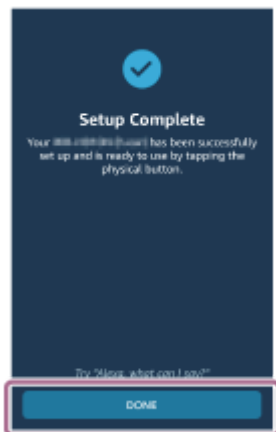 Setup Complete
Your has been successfully
set up and is ready to use by tapping the
physical button.
Try "Alexa, what can I say?"
DONE